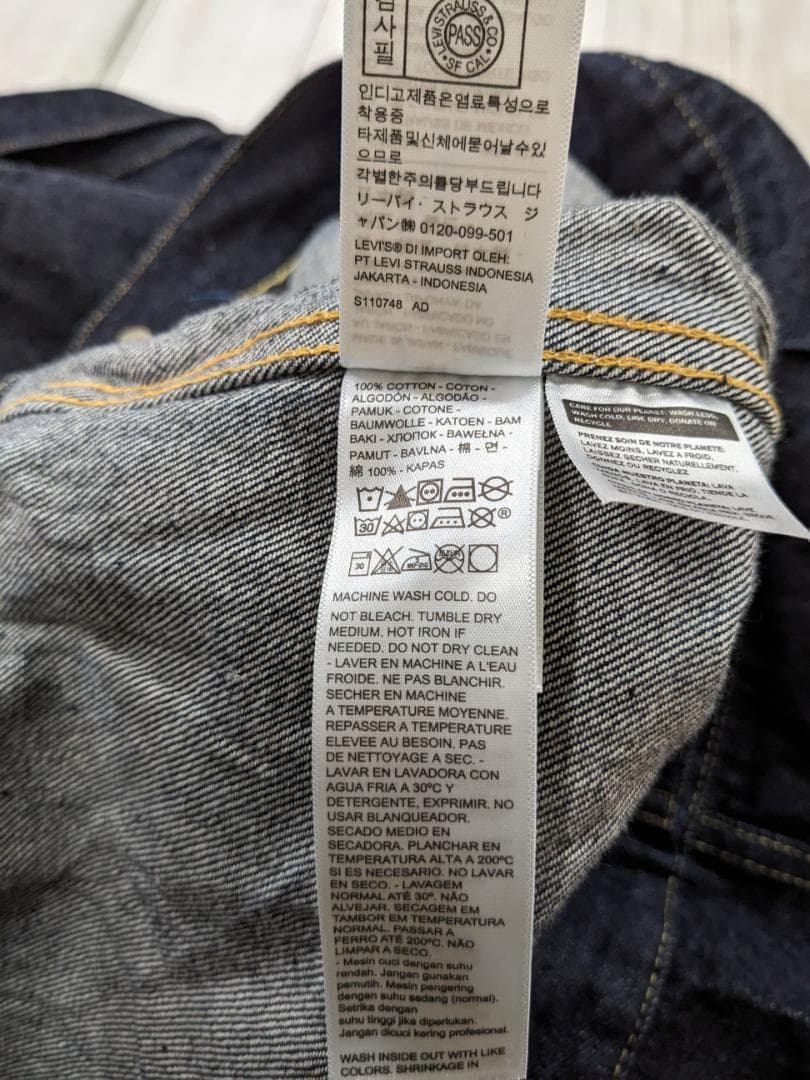 검사필
LEVI STRAUSS & CO
PASS
SF CAL.
인디고제품은염료특성으로
착용중
타제품및신체에묻어날수있
으므로
각별한주의를당부드립니다
リーバイ・ストラウス ジ
ャパン㈱ 0120-099-501
LEVI'S® DI IMPORT OLEH:
PT LEVI STRAUSS INDONESIA
JAKARTA - INDONESIA
S110748 AD
100% COTTON - COTON -
ALGODÓN - ALGODÃO -
PAMUK - COTONE -
BAUMWOLLE - KATOEN - BAM
BAKI - ХЛОПОК - BAWEŁNA -
PAMUT - BAVLNA - 棉 - 면 -
綿 100% - KAPAS
30
®
30
MACHINE WASH COLD. DO
NOT BLEACH. TUMBLE DRY
MEDIUM. HOT IRON IF
NEEDED. DO NOT DRY CLEAN
- LAVER EN MACHINE A L'EAU
FROIDE. NE PAS BLANCHIR.
SECHER EN MACHINE
A TEMPERATURE MOYENNE.
REPASSER A TEMPERATURE
ELEVEE AU BESOIN. PAS
DE NETTOYAGE A SEC. -
LAVAR EN LAVADORA CON
AGUA FRIA A 30ºC Y
DETERGENTE, EXPRIMIR. NO
USAR BLANQUEADOR.
SECADO MEDIO EN
SECADORA. PLANCHAR EN
TEMPERATURA ALTA A 200ºC
SI ES NECESARIO. NO LAVAR
EN SECO. - LAVAGEM
NORMAL ATÉ 30º. NÃO
ALVEJAR. SECAGEM EM
TAMBOR EM TEMPERATURA
NORMAL. PASSAR A
FERRO ATÉ 200ºC. NÃO
LIMPAR A SECO.
- Mesin cuci dengan suhu
rendah. Jangan gunakan
pemutih. Mesin pengering
dengan suhu sedang (normal).
Setrika dengan
suhu tinggi jika diperlukan.
Jangan dicuci kering profesional.
WASH INSIDE OUT WITH LIKE
COLORS. SHRINKAGE IN
CARE FOR OUR PLANET: WASH LESS,
WASH COLD, LINE DRY, DONATE OR
RECYCLE
PRENEZ SOIN DE NOTRE PLANETE:
LAVEZ MOINS, LAVEZ A FROID,
LAISSEZ SECHER NATURELLEMENT,
DONNEZ OU RECYCLEZ
CUIDA NUESTRO PLANETA: LAVA
MENOS, LAVA EN FRIO, TIENDE LA